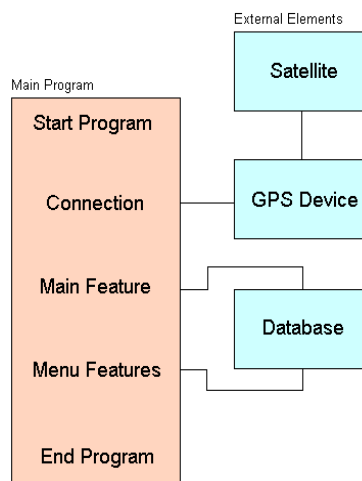 External Elements
Satellite
Main Program
Start Program
Connection
GPS Device
Main Feature
Database
Menu Features
End Program